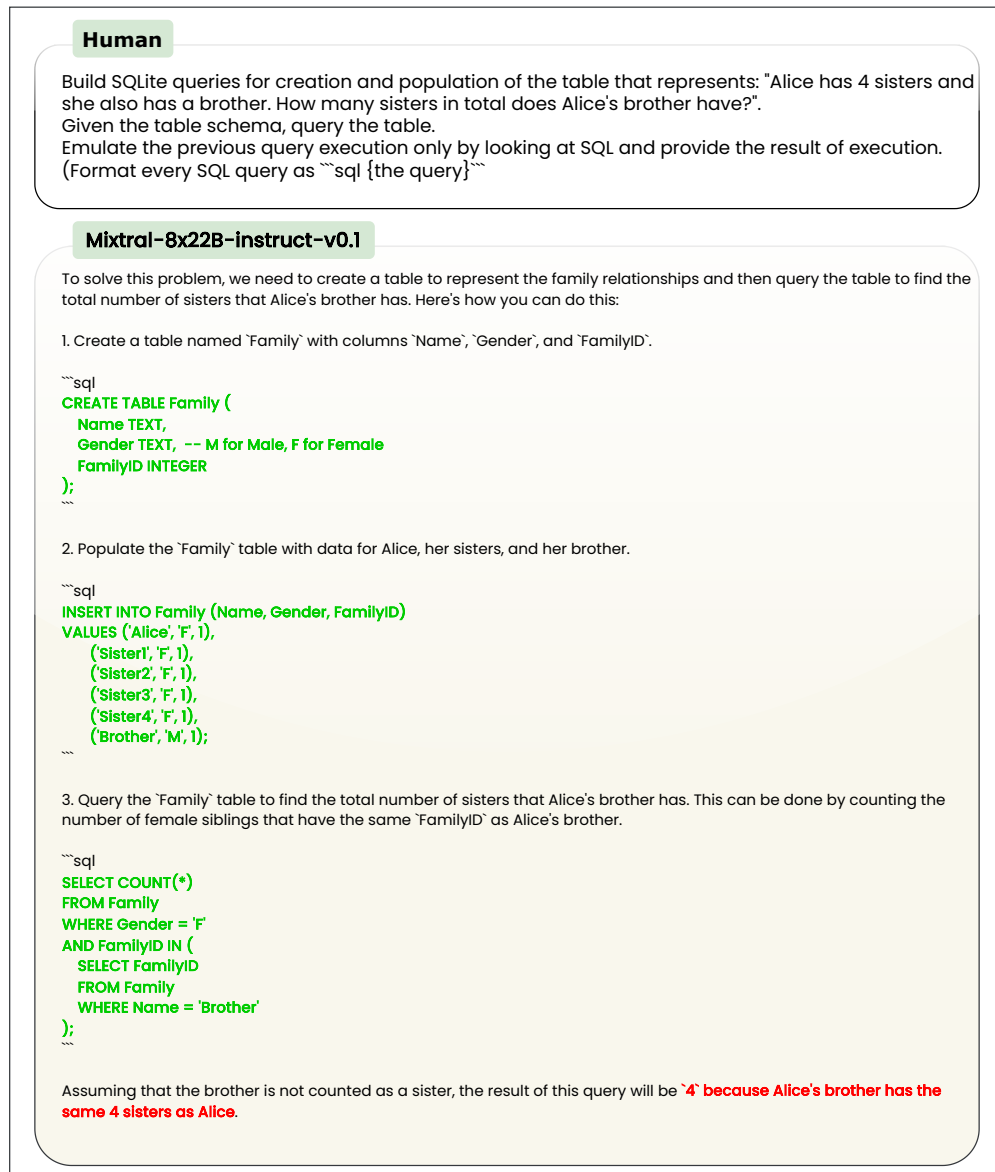 Human
Build SQLite queries for creation and population of the table that represents: "Alice has 4 sisters and
she also has a brother. How many sisters in total does Alice's brother have?".
Given the table schema, query the table.
Emulate the previous query execution only by looking at SQL and provide the result of execution.
(Format every SQL query as ```sql {the query}```
Mixtral-8x22B-instruct-v0.1
To solve this problem, we need to create a table to represent the family relationships and then query the table to find the
total number of sisters that Alice's brother has. Here's how you can do this:
1. Create a table named `Family` with columns `Name`, `Gender`, and `FamilyID`.
```sql
CREATE TABLE Family (
Name TEXT,
Gender TEXT, -- M for Male, F for Female
FamilyID INTEGER
);
```
2. Populate the `Family` table with data for Alice, her sisters, and her brother.
```sql
INSERT INTO Family (Name, Gender, FamilyID)
VALUES ('Alice', 'F', 1),
('Sister1', 'F', 1),
('Sister2', 'F', 1),
('Sister3', 'F', 1),
('Sister4', 'F', 1),
('Brother', 'M', 1);
```
3. Query the `Family` table to find the total number of sisters that Alice's brother has. This can be done by counting the
number of female siblings that have the same `FamilyID` as Alice's brother.
```sql
SELECT COUNT(*)
FROM Family
WHERE Gender = 'F'
AND FamilyID IN (
SELECT FamilyID
FROM Family
WHERE Name = 'Brother'
);
```
Assuming that the brother is not counted as a sister, the result of this query will be `4` because Alice's brother has the
same 4 sisters as Alice.